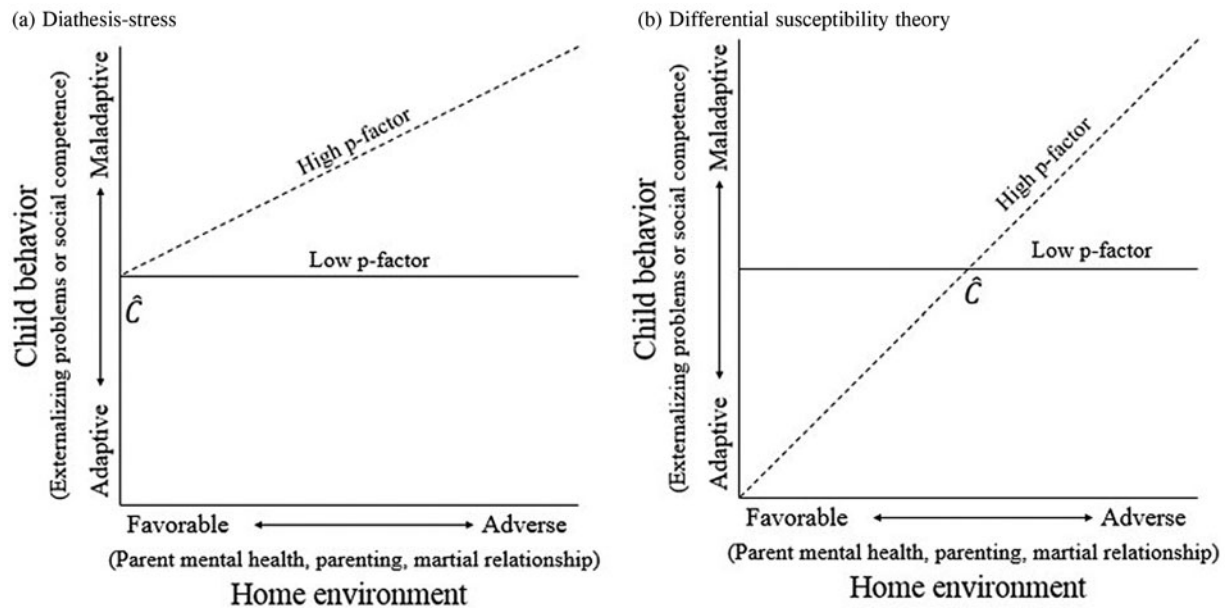 (a) Diathesis-stress
Child behavior
(Externalizing problems or social competence)
Adaptive
Maladaptive
High p-factor
Low p-factor
Ĉ
Favorable
Adverse
(Parent mental health, parenting, martial relationship)
Home environment
(b) Differential susceptibility theory
Child behavior
(Externalizing problems or social competence)
Adaptive
Maladaptive
High p-factor
Low p-factor
Ĉ
Favorable
Adverse
(Parent mental health, parenting, martial relationship)
Home environment